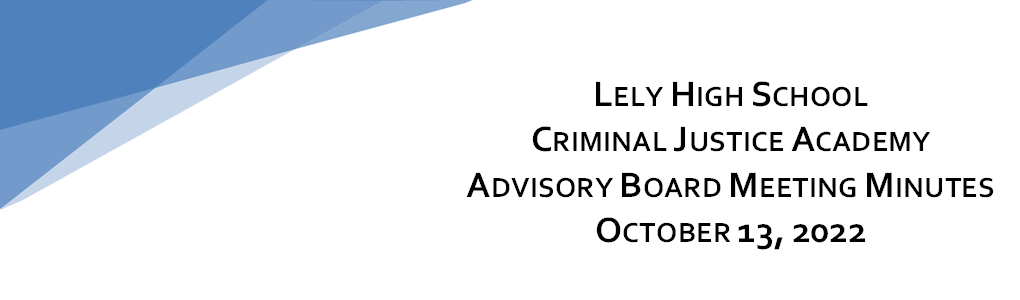 Lely High School
Criminal Justice Academy
Advisory Board Meeting Minutes
October 13, 2022